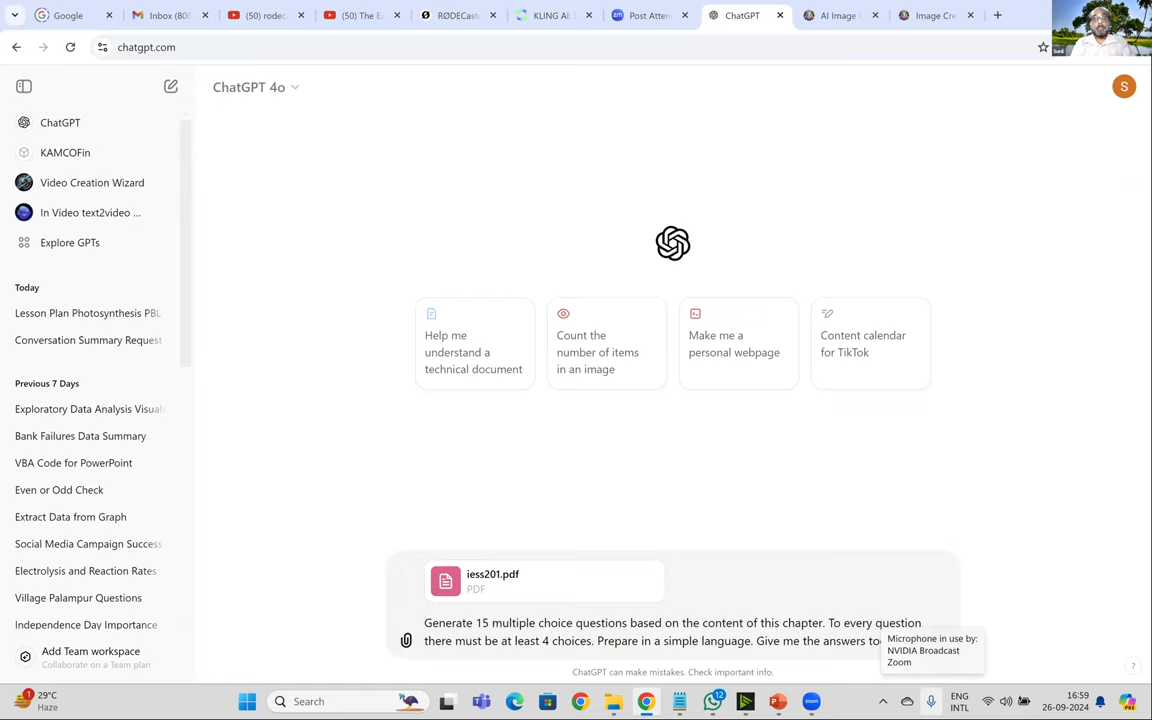 Google
Inbox (806
(50) rodec
(50) The E
RØDECast
KLING AI:
zm
Post Atten
ChatGPT
AI Image G
Image Cre
chatgpt.com
Sunil
ChatGPT 4o
S
ChatGPT
KAMCOFin
Video Creation Wizard
In Video text2video ...
Explore GPTs
Today
Lesson Plan Photosynthesis PBL
Conversation Summary Request
Previous 7 Days
Exploratory Data Analysis Visuali
Bank Failures Data Summary
VBA Code for PowerPoint
Even or Odd Check
Extract Data from Graph
Social Media Campaign Success
Electrolysis and Reaction Rates
Village Palampur Questions
Independence Day Importance
Add Team workspace
Collaborate on a Team plan
Help me
understand a
technical document
Count the
number of items
in an image
Make me a
personal webpage
Content calendar
for TikTok
iess201.pdf
PDF
Generate 15 multiple choice questions based on the content of this chapter. To every question
there must be at least 4 choices. Prepare in a simple language. Give me the answers to
Microphone in use by:
NVIDIA Broadcast
Zoom
ChatGPT can make mistakes. Check important info.
?
1
29°C
Haze
Search
12
zoom
ENG
INTL
16:59
26-09-2024
PRE